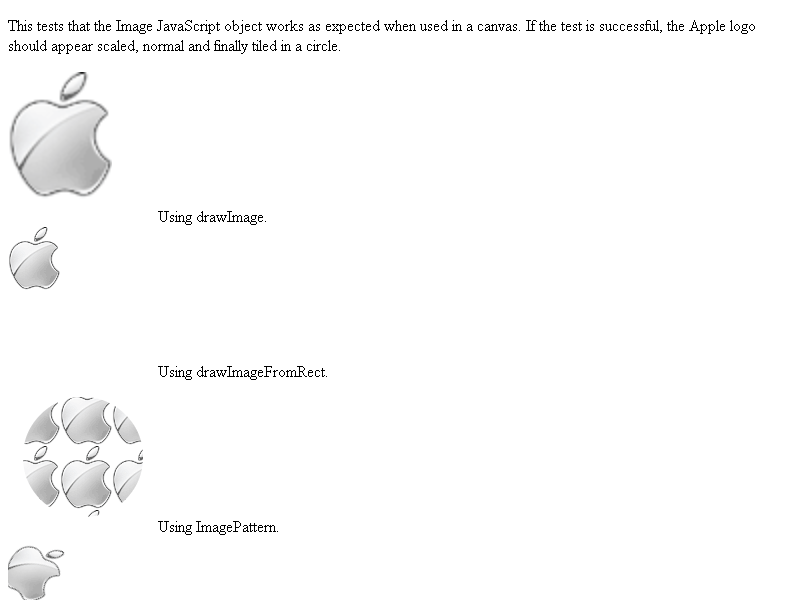 This tests that the Image JavaScript object works as expected when used in a canvas. If the test is successful, the Apple logo
should appear scaled, normal and finally tiled in a circle.
Using drawImage.
Using drawImageFromRect.
Using ImagePattern.